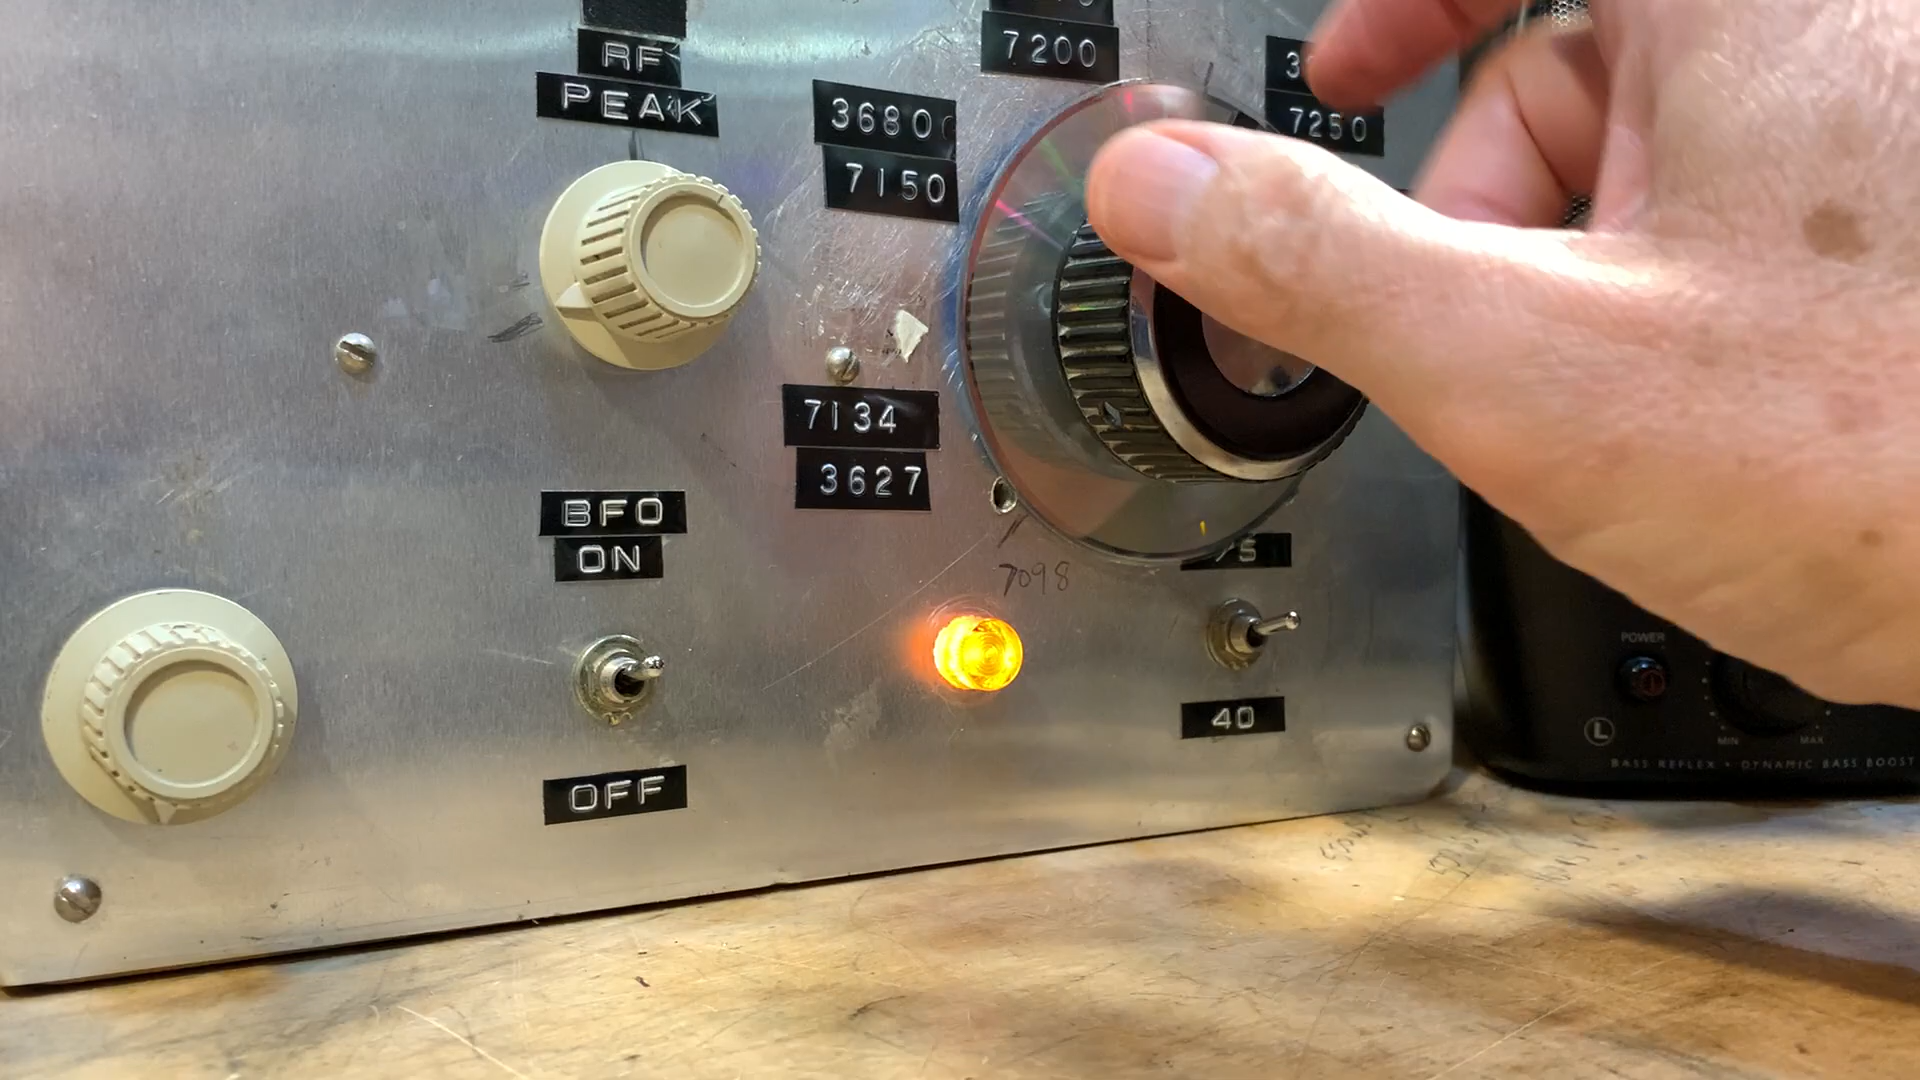 RF
PEAK
7200
3680
7150
7250
7134
3627
BFO
ON
7098
75
40
OFF
POWER
L
MIN MAX
BASS REFLEX • DYNAMIC BASS BOOST